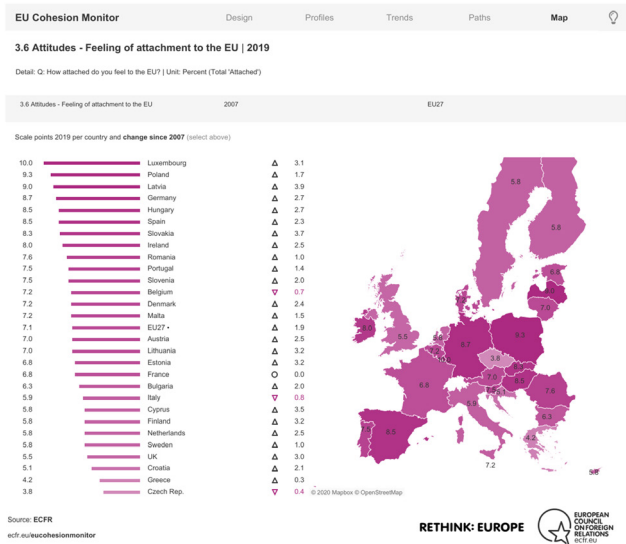 EU Cohesion Monitor Design Profiles Trends Paths Map
3.6 Attitudes - Feeling of attachment to the EU | 2019
Detail: Q: How attached do you feel to the EU? | Unit: Percent (Total 'Attached')
3.6 Attitudes - Feeling of attachment to the EU 2007 EU27
Scale points 2019 per country and change since 2007 (select above)
10.0 Luxembourg △ 3.1
9.3 Poland △ 1.7
9.0 Latvia △ 3.9
8.7 Germany △ 2.7
8.5 Hungary △ 2.7
8.5 Spain △ 2.3
8.3 Slovakia △ 3.7
8.0 Ireland △ 2.5
7.6 Romania △ 1.0
7.5 Portugal △ 1.4
7.5 Slovenia △ 2.0
7.2 Belgium ▽ 0.7
7.2 Denmark △ 2.4
7.2 Malta △ 1.5
7.1 EU27 • △ 1.9
7.0 Austria △ 2.5
7.0 Lithuania △ 3.2
6.8 Estonia △ 3.2
6.8 France ○ 0.0
6.3 Bulgaria △ 2.0
5.9 Italy ▽ 0.8
5.8 Cyprus △ 3.5
5.8 Finland △ 3.2
5.8 Netherlands △ 2.5
5.8 Sweden △ 1.0
5.5 UK △ 3.0
5.1 Croatia △ 2.1
4.2 Greece △ 0.3
3.8 Czech Rep. ▽ 0.4
5.8
5.8
6.8
9.0
7.0
8.0
5.5
8.7
9.3
3.8
7.0
6.8
7.6
5.9
6.3
4.2
7.5
8.5
7.2
5.8
© 2020 Mapbox © OpenStreetMap
Source: ECFR
ecfr.eu/eucohesionmonitor
RETHINK: EUROPE
EUROPEAN
COUNCIL
ON FOREIGN
RELATIONS
ecfr.eu